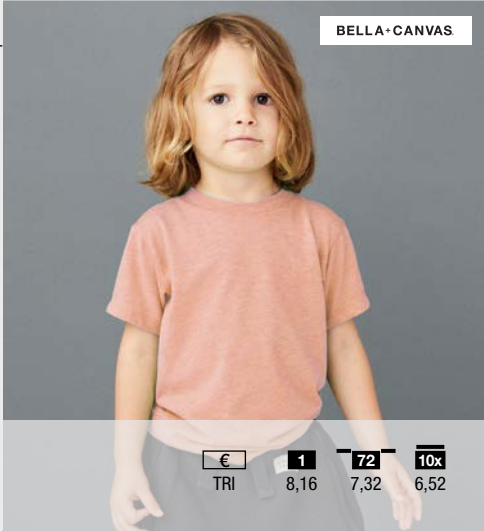 BELLA+CANVAS.
€ 1 72 10x
TRI 8,16 7,32 6,52